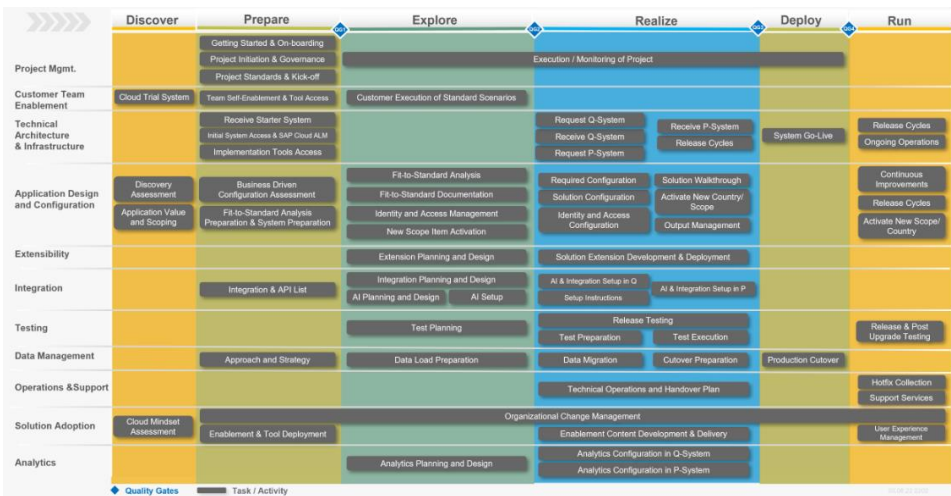 Discover
Prepare
Explore
Realize
Deploy
Run
QG1
QG2
QG3
QG4
Project Mgmt.
Getting Started & On-boarding
Project Initiation & Governance
Project Standards & Kick-off
Execution / Monitoring of Project
Customer Team
Enablement
Cloud Trial System
Team Self-Enablement & Tool Access
Customer Execution of Standard Scenarios
Technical
Architecture
& Infrastructure
Receive Starter System
Initial System Access & SAP Cloud ALM
Implementation Tools Access
Request Q-System
Receive Q-System
Request P-System
Receive P-System
Release Cycles
System Go-Live
Release Cycles
Ongoing Operations
Application Design
and Configuration
Discovery
Assessment
Application Value
and Scoping
Business Driven
Configuration Assessment
Fit-to-Standard Analysis
Preparation & System Preparation
Fit-to-Standard Analysis
Fit-to-Standard Documentation
Identity and Access Management
New Scope Item Activation
Required Configuration
Solution Configuration
Identity and Access
Configuration
Solution Walkthrough
Activate New Country/
Scope
Output Management
Continuous
Improvements
Release Cycles
Activate New Scope/
Country
Extensibility
Extension Planning and Design
Solution Extension Development & Deployment
Integration
Integration & API List
Integration Planning and Design
AI Planning and Design
AI Setup
AI & Integration Setup in Q
Setup Instructions
AI & Integration Setup in P
Testing
Test Planning
Release Testing
Test Preparation
Test Execution
Release & Post
Upgrade Testing
Data Management
Approach and Strategy
Data Load Preparation
Data Migration
Cutover Preparation
Production Cutover
Operations &Support
Technical Operations and Handover Plan
Hotfix Collection
Support Services
Solution Adoption
Cloud Mindset
Assessment
Organizational Change Management
Enablement & Tool Deployment
Enablement Content Development & Delivery
User Experience
Management
Analytics
Analytics Planning and Design
Analytics Configuration in Q-System
Analytics Configuration in P-System
Quality Gates
Task / Activity